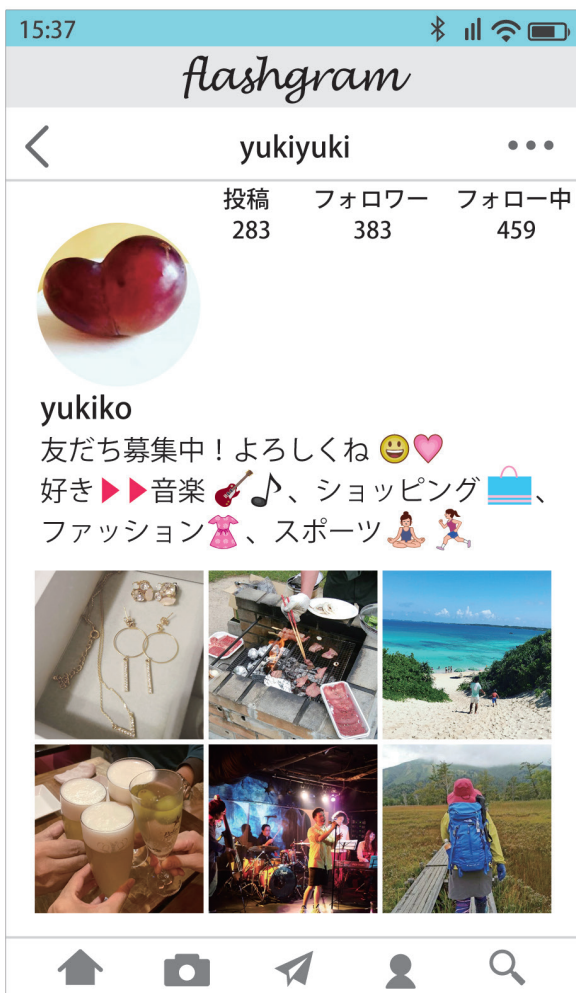 15:37
flashgram
yukiyuki
投稿 フォロワー フォロー中
283 383 459
yukiko
友だち募集中！よろしくね 😃💗
好き▶▶音楽🎸♪、ショッピング🛍、
ファッション👗、スポーツ🧘🏃‍♀️